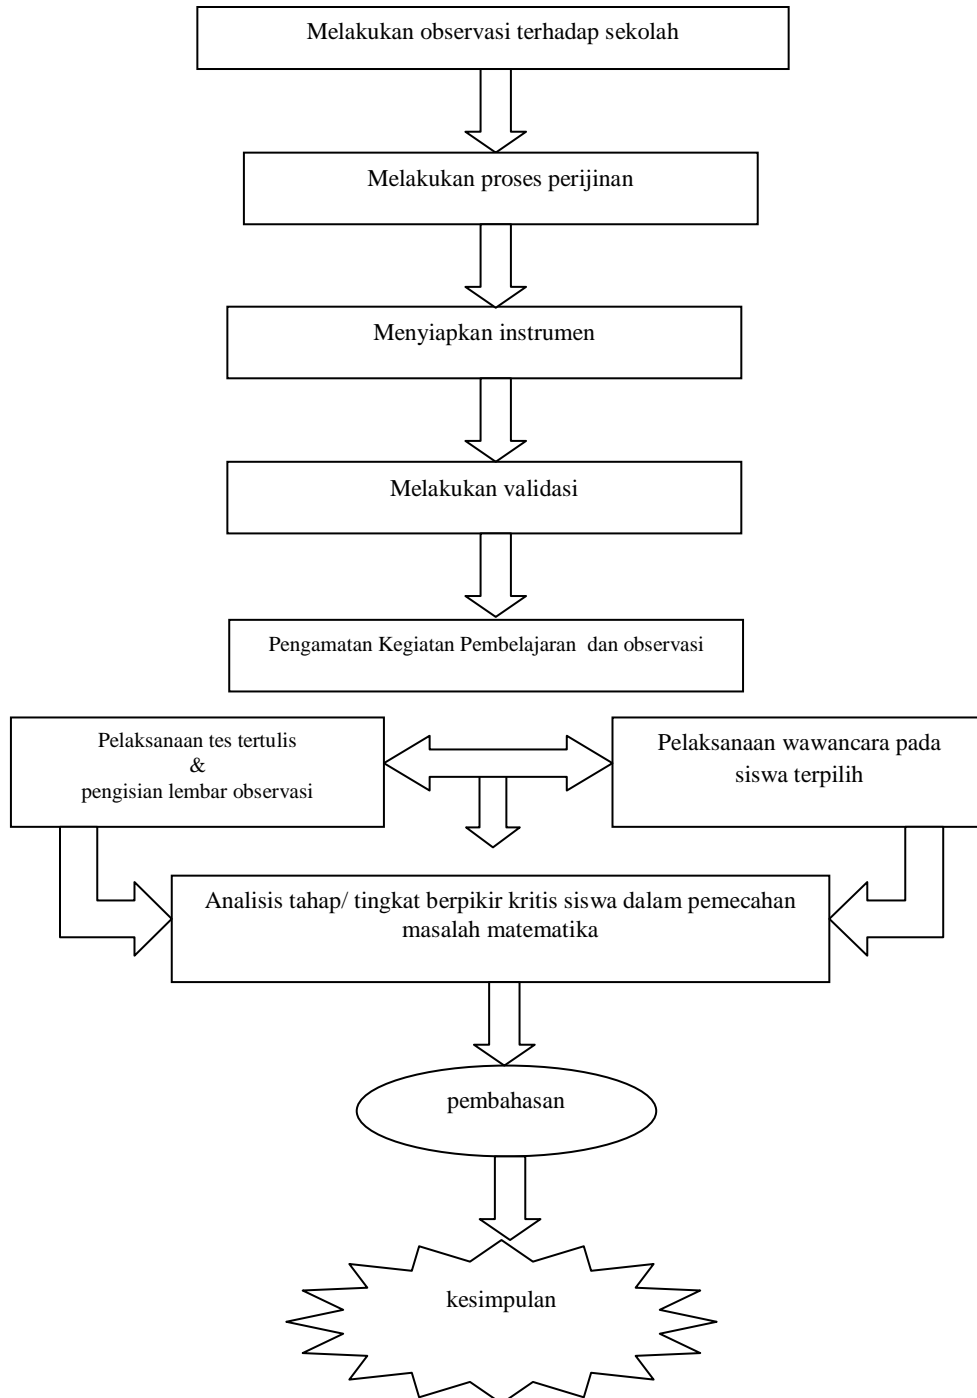 Melakukan observasi terhadap sekolah
Melakukan proses perijinan
Menyiapkan instrumen
Melakukan validasi
Pengamatan Kegiatan Pembelajaran dan observasi
Pelaksanaan tes tertulis
&
pengisian lembar observasi
Pelaksanaan wawancara pada
siswa terpilih
Analisis tahap/ tingkat berpikir kritis siswa dalam pemecahan
masalah matematika
pembahasan
kesimpulan